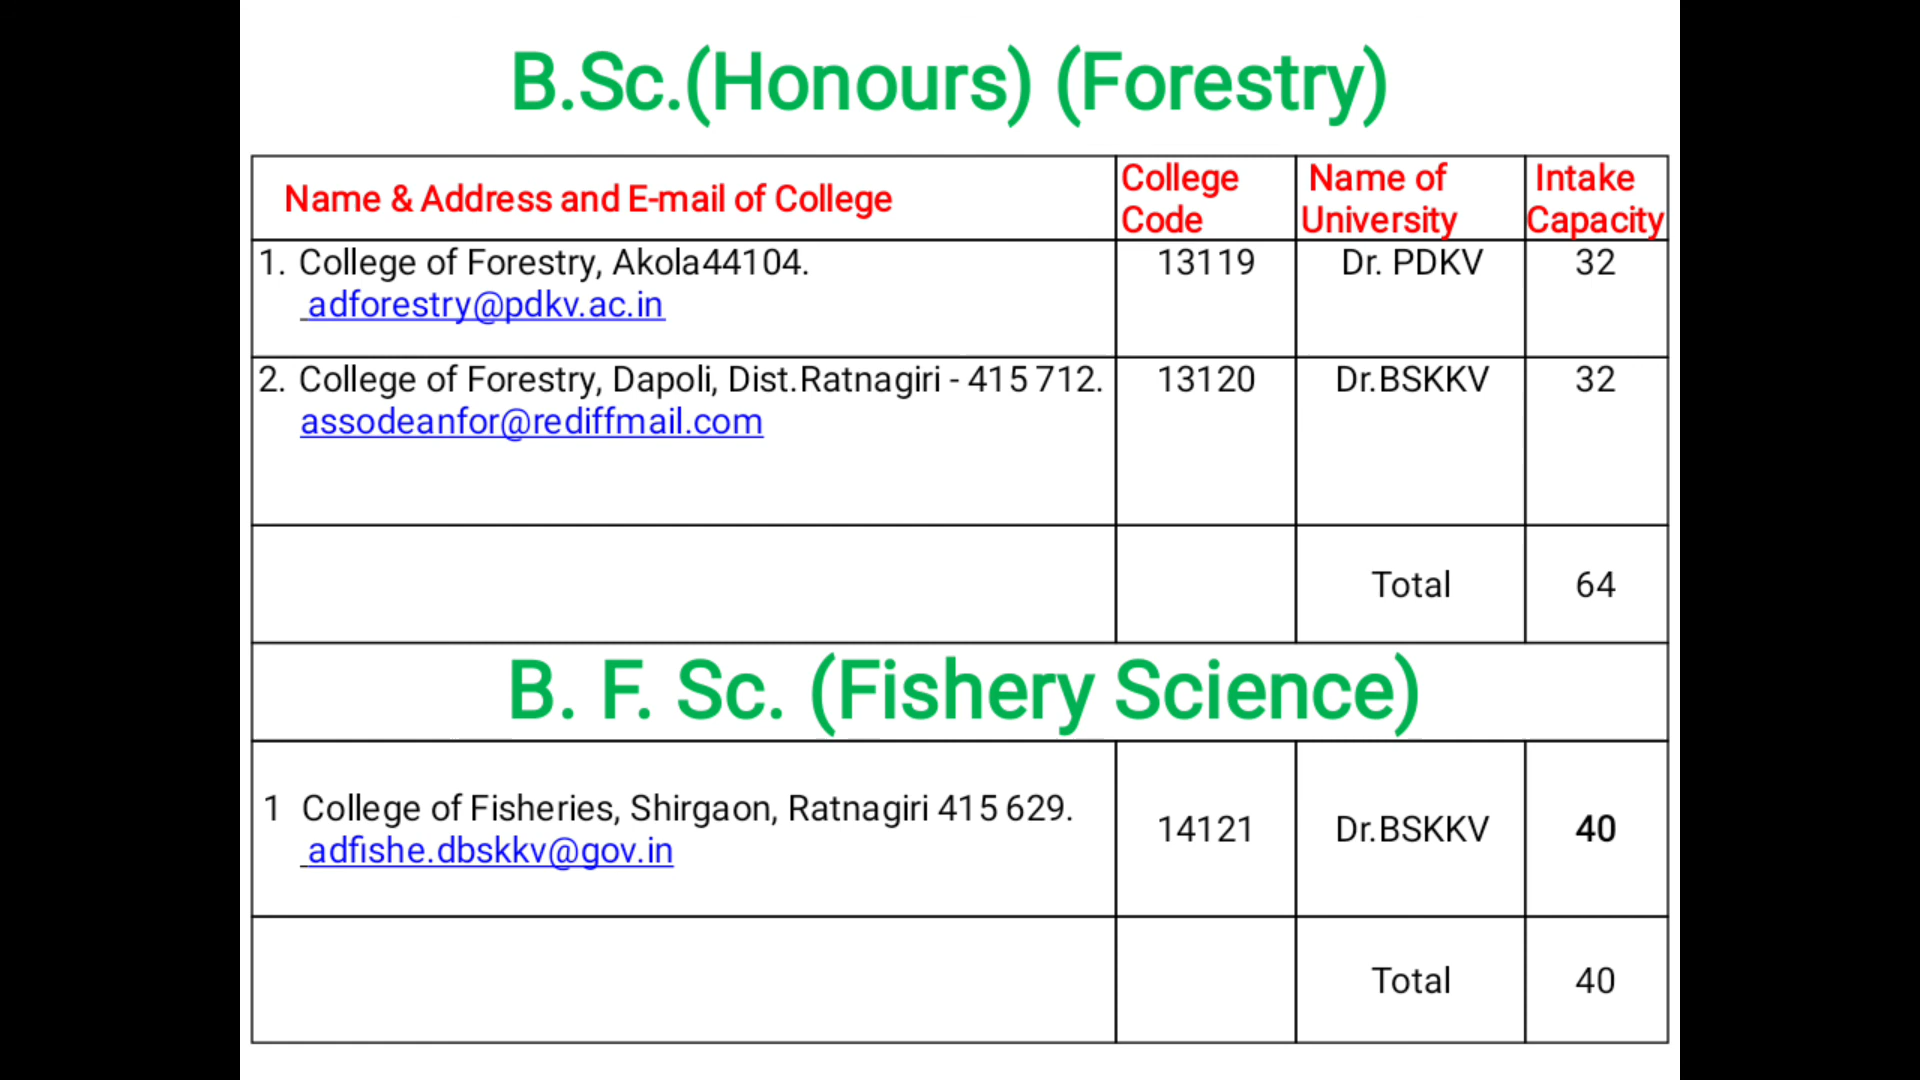 B.Sc.(Honours) (Forestry)
Name & Address and E-mail of College
College Code
Name of University
Intake Capacity
1. College of Forestry, Akola44104.
adforestry@pdkv.ac.in
13119
Dr. PDKV
32
2. College of Forestry, Dapoli, Dist.Ratnagiri - 415 712.
assodeanfor@rediffmail.com
13120
Dr.BSKKV
32
Total
64
B. F. Sc. (Fishery Science)
1 College of Fisheries, Shirgaon, Ratnagiri 415 629.
adfishe.dbskkv@gov.in
14121
Dr.BSKKV
40
Total
40